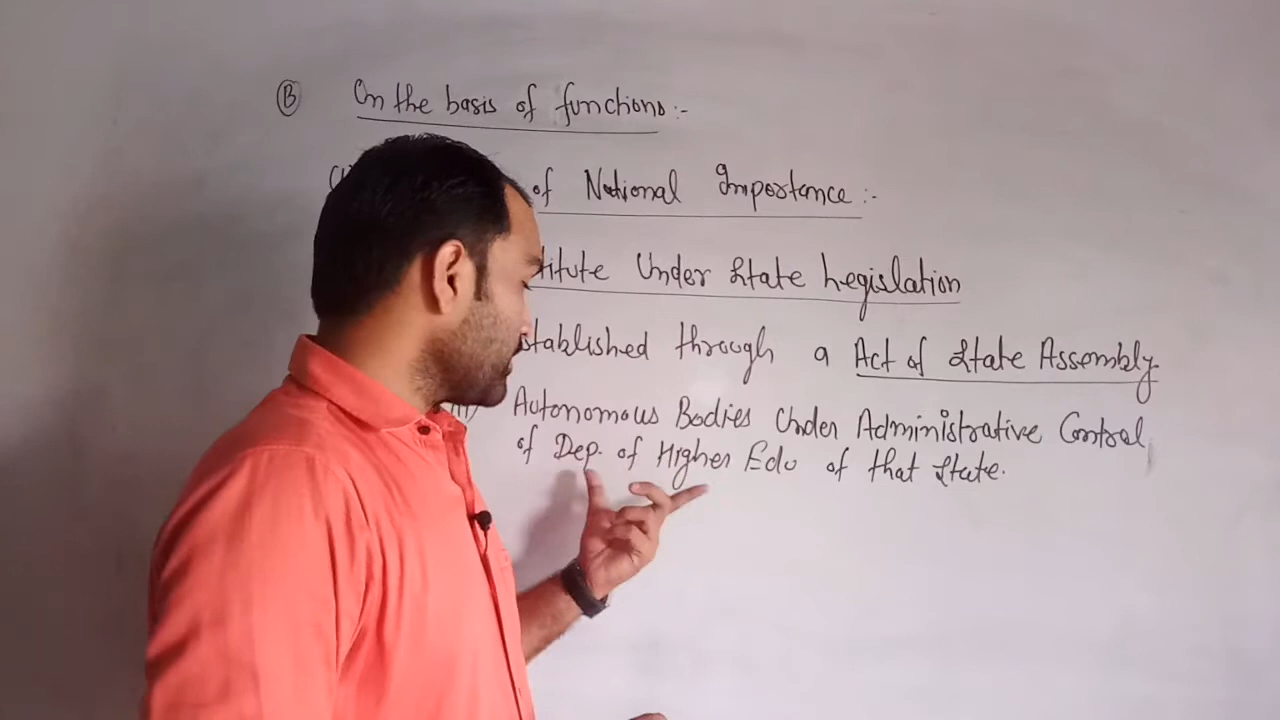 B On the basis of functions :-
of National Importance :-
titute Under State Legislation
stablished through a Act of State Assembly.
Autonomous Bodies Under Administrative Control
of Dep. of Higher Edu of that State.